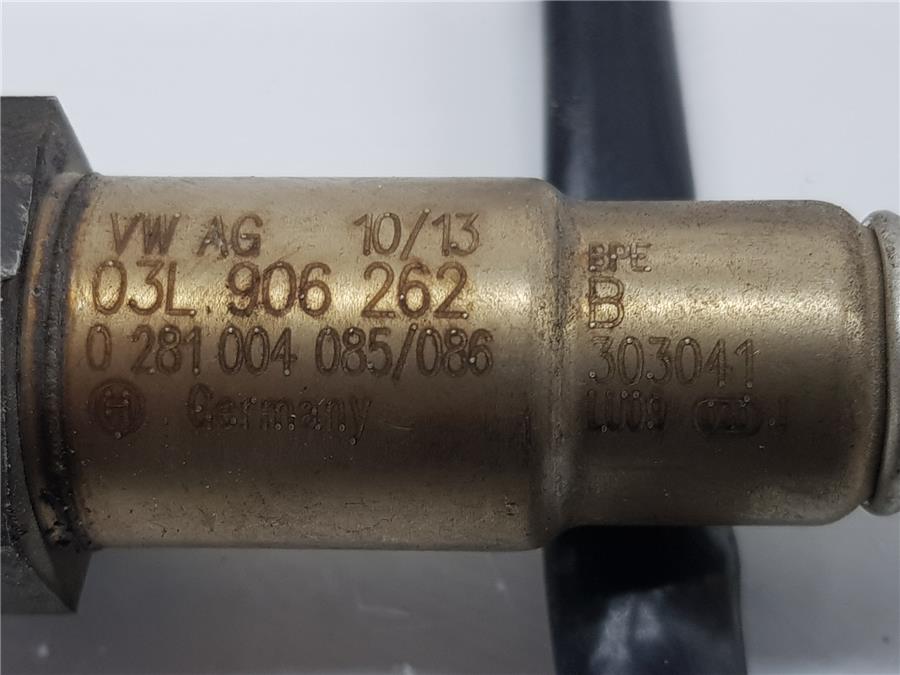 VW AG 10/13
03L 906 262
0 281 004 085/086
Germany
BPE
B
303041